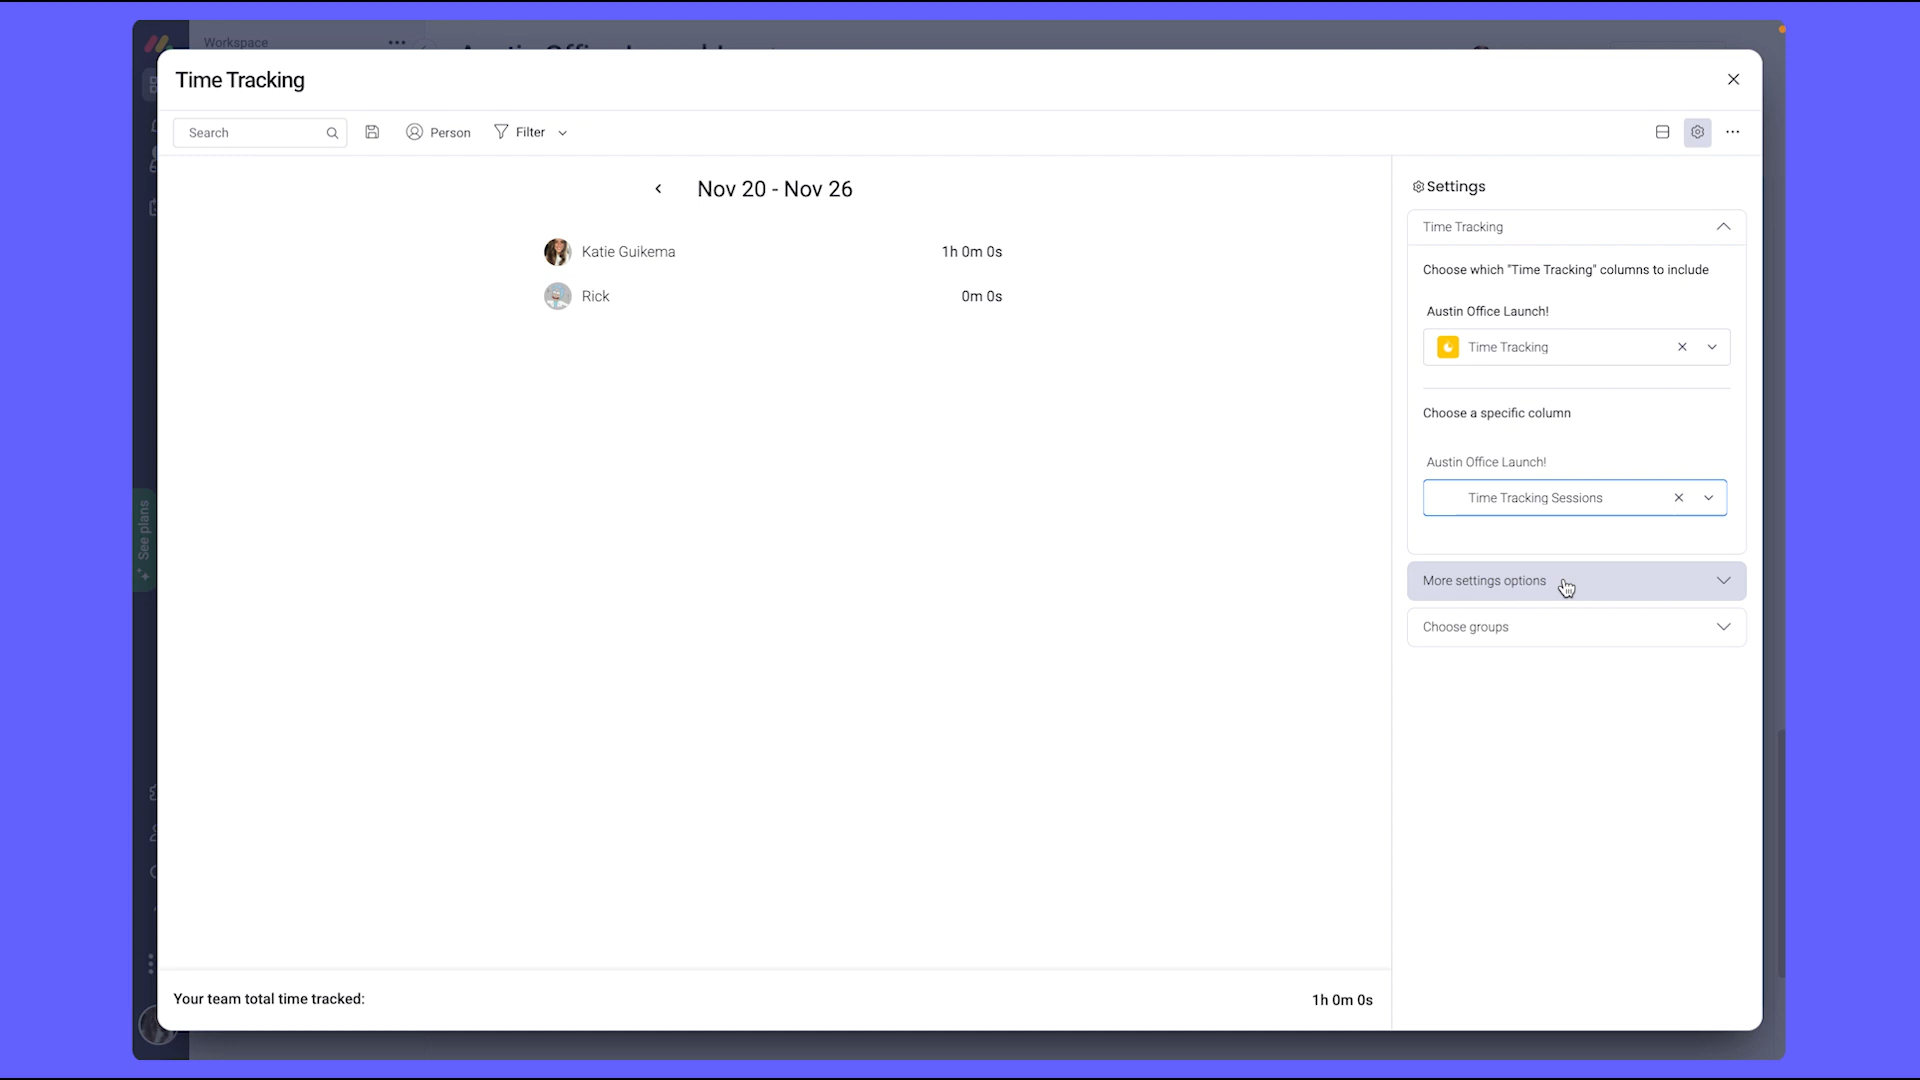 Workspace
Time Tracking
Search
Person
Filter
Nov 20 - Nov 26
Katie Guikema
1h 0m 0s
Rick
0m 0s
Settings
Time Tracking
Choose which "Time Tracking" columns to include
Austin Office Launch!
Time Tracking
Choose a specific column
Austin Office Launch!
Time Tracking Sessions
More settings options
Choose groups
See plans
Your team total time tracked:
1h 0m 0s